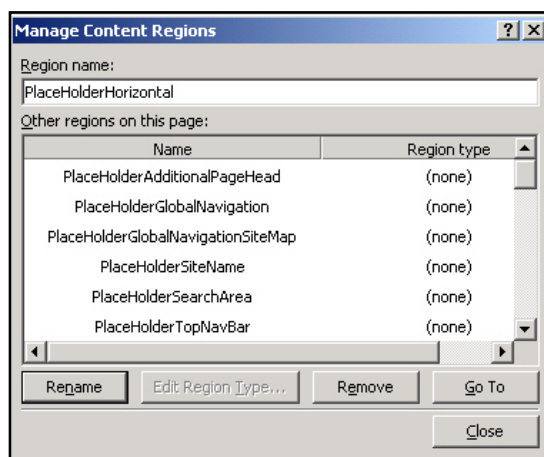 Manage Content Regions
Region name:
PlaceHolderHorizontal
Other regions on this page:
Name Region type
PlaceHolderAdditionalPageHead (none)
PlaceHolderGlobalNavigation (none)
PlaceHolderGlobalNavigationSiteMap (none)
PlaceHolderSiteName (none)
PlaceHolderSearchArea (none)
PlaceHolderTopNavBar (none)
Rename Edit Region Type... Remove Go To
Close